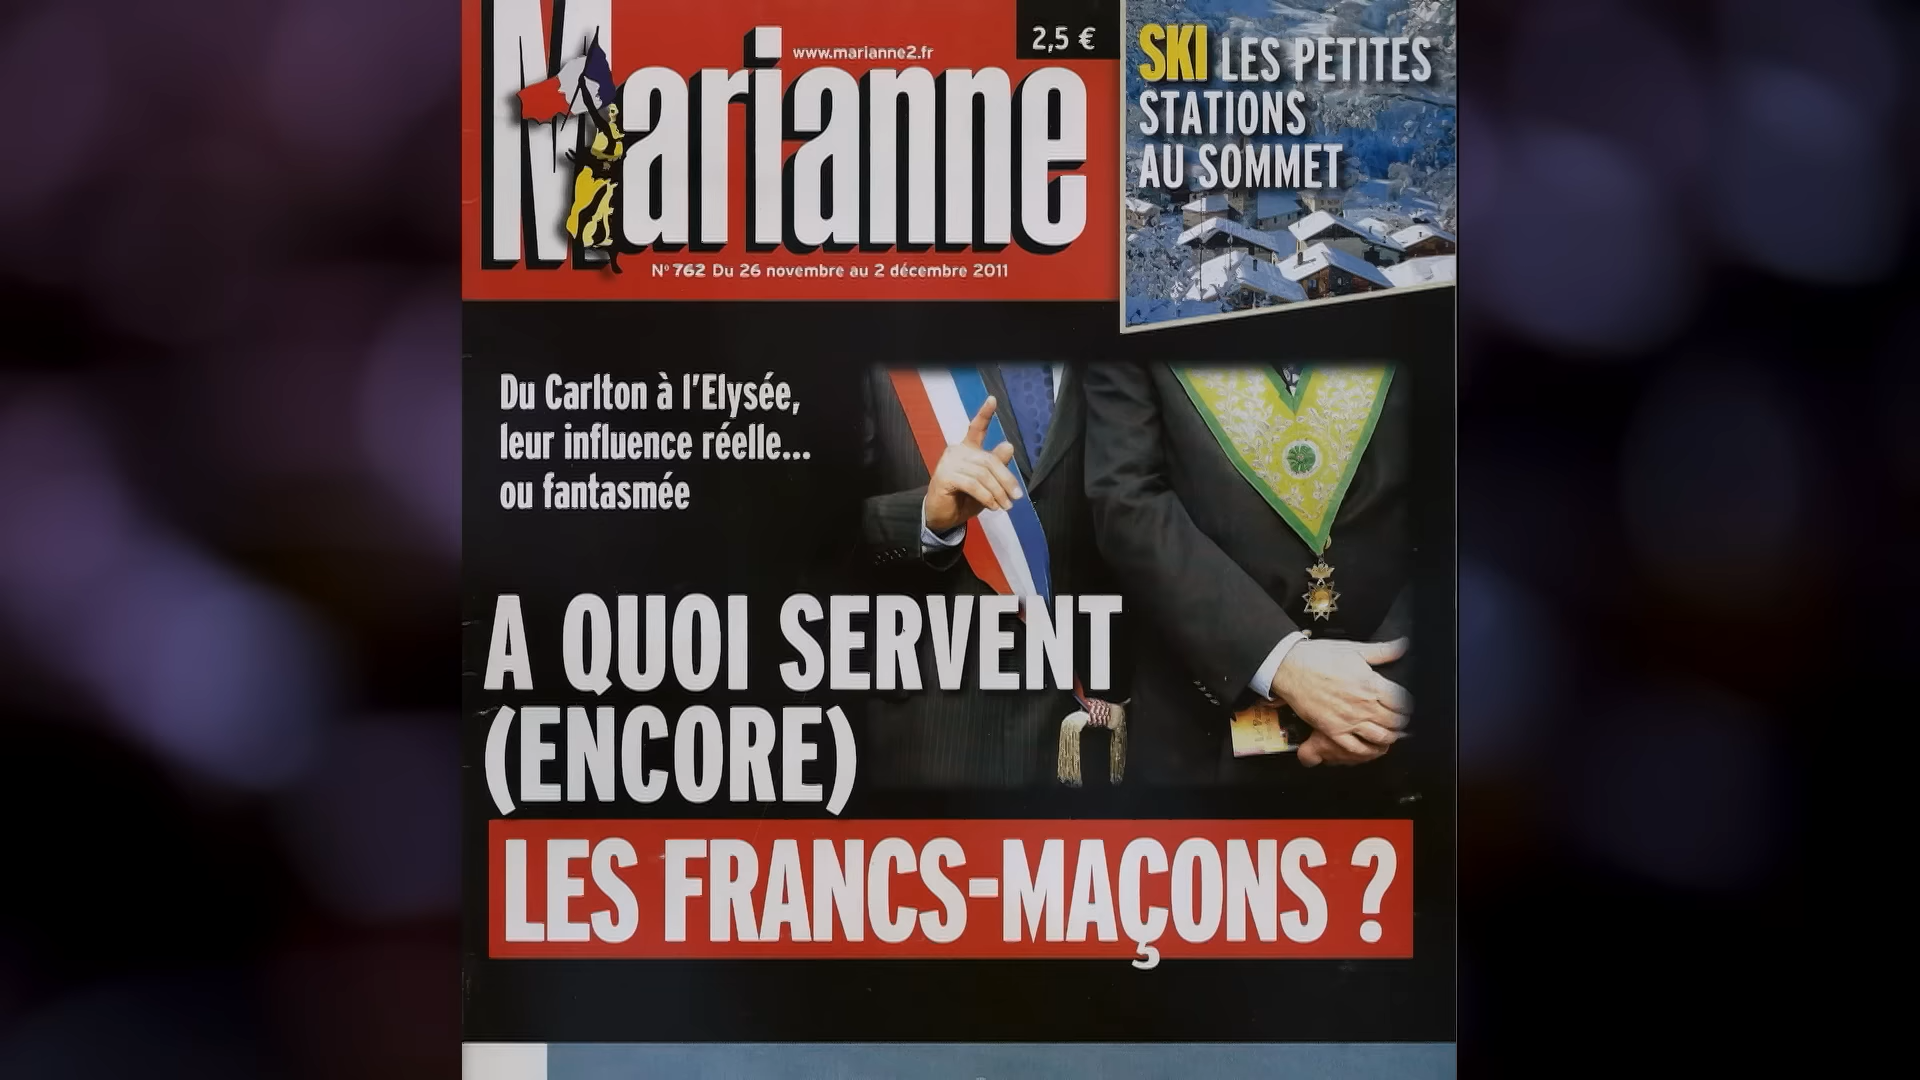 www.marianne2.fr
2,5 €
Marianne
N° 762 Du 26 novembre au 2 décembre 2011
SKI LES PETITES
STATIONS
AU SOMMET
Du Carlton à l'Elysée,
leur influence réelle...
ou fantasmée
A QUOI SERVENT
(ENCORE)
LES FRANCS-MAÇONS ?